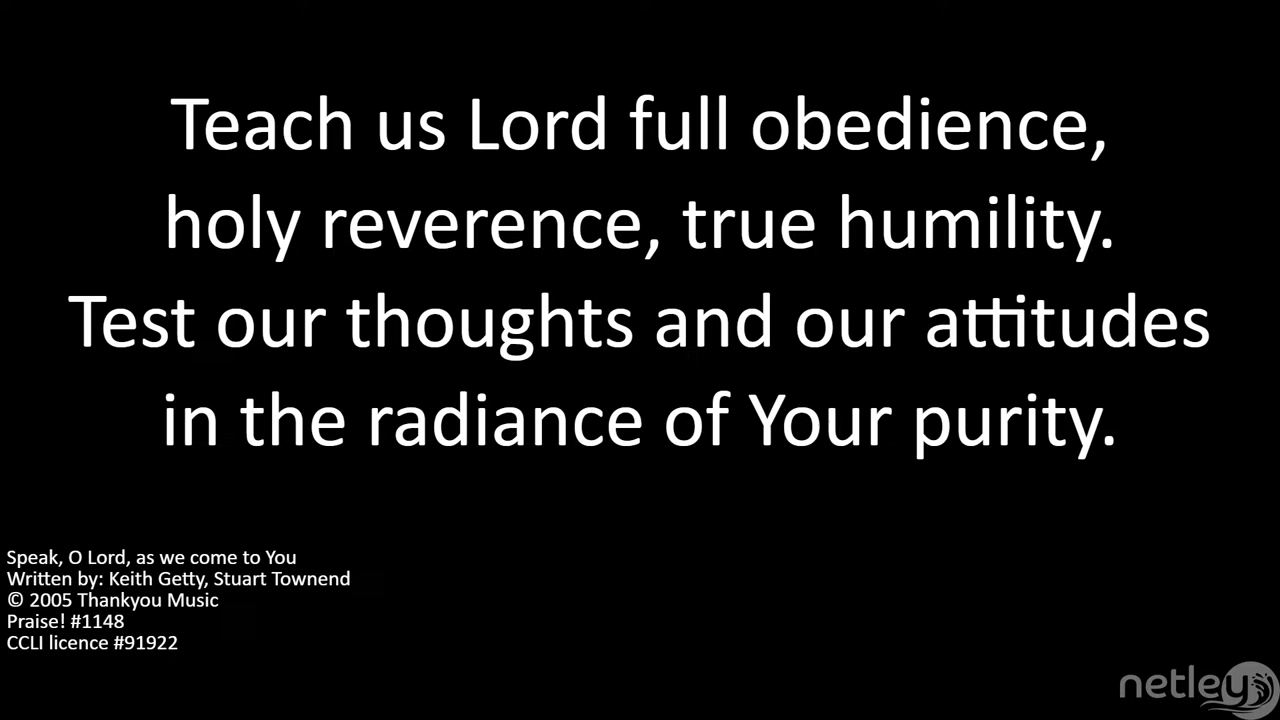 Teach us Lord full obedience,
holy reverence, true humility.
Test our thoughts and our attitudes
in the radiance of Your purity.
Speak, O Lord, as we come to You
Written by: Keith Getty, Stuart Townend
© 2005 Thankyou Music
Praise! #1148
CCLI licence #91922
netley